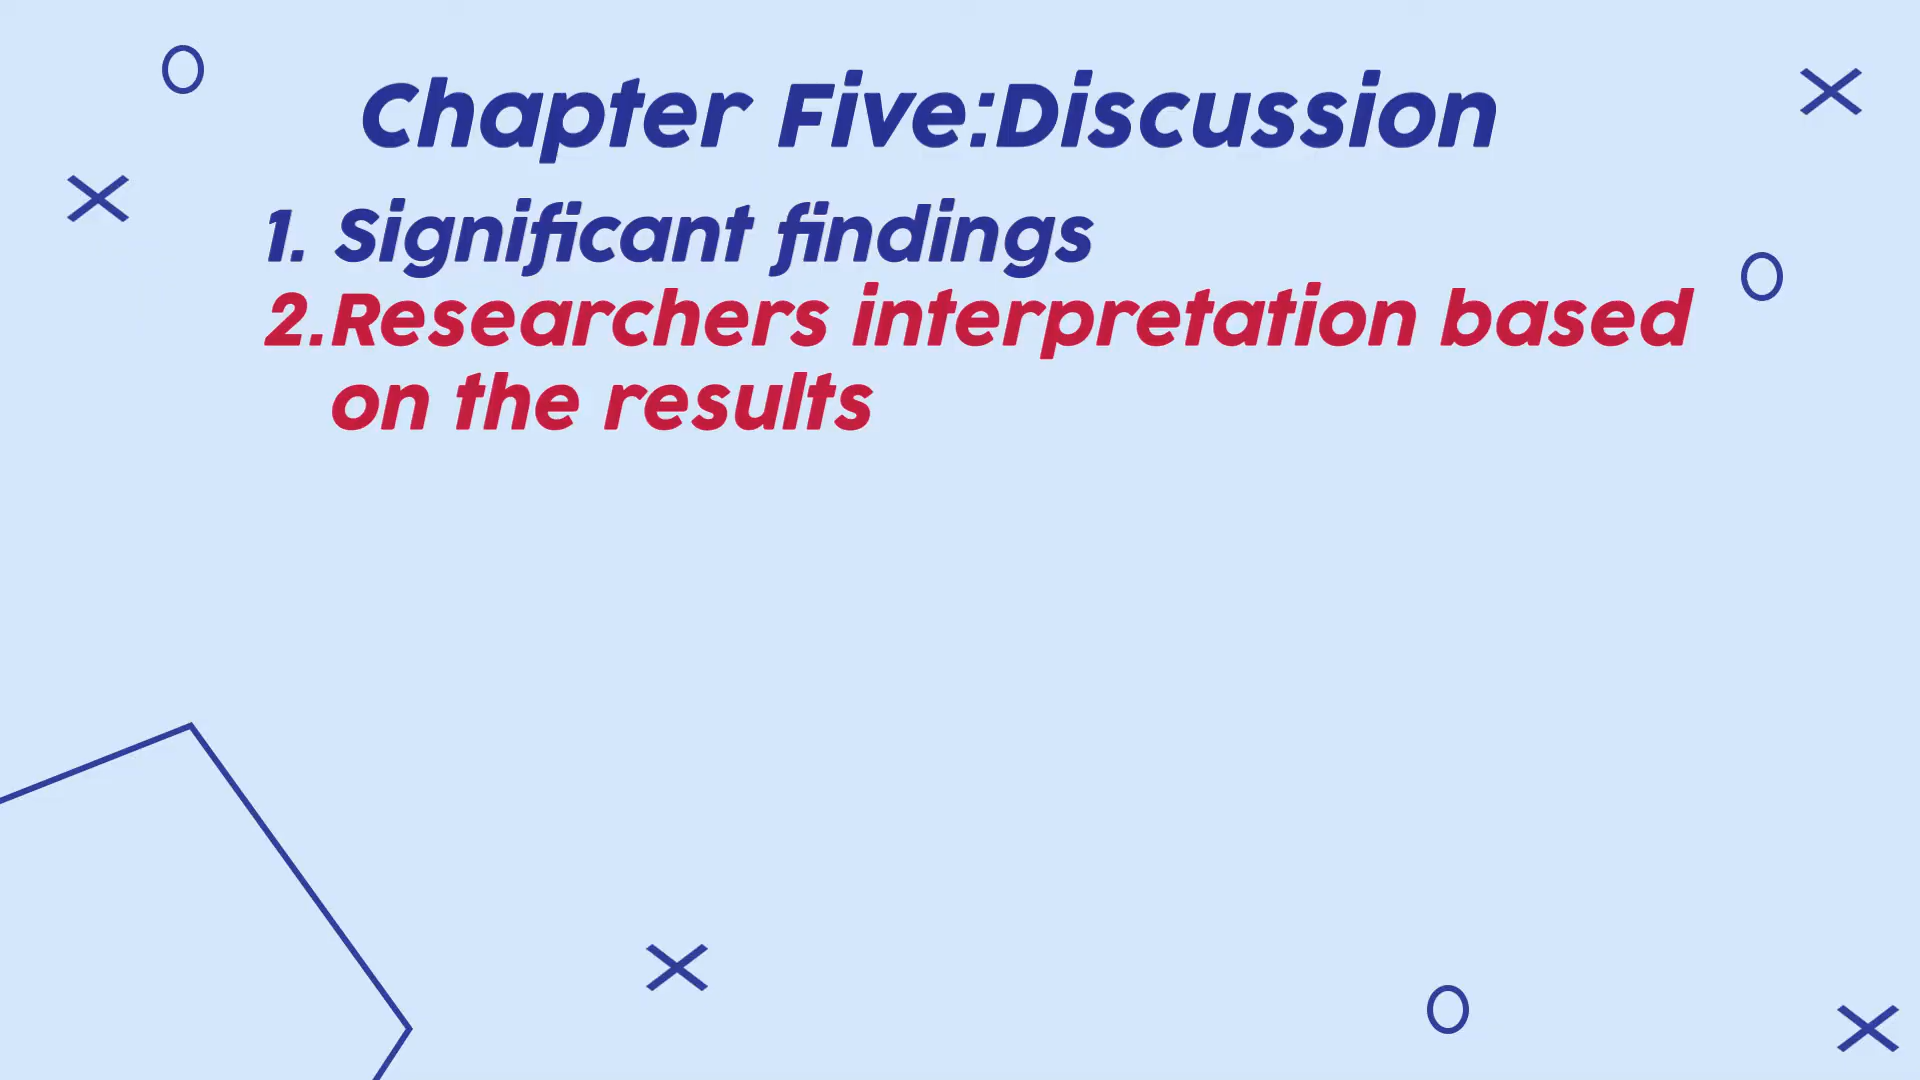 Chapter Five:Discussion
1. Significant findings
2.Researchers interpretation based
on the results